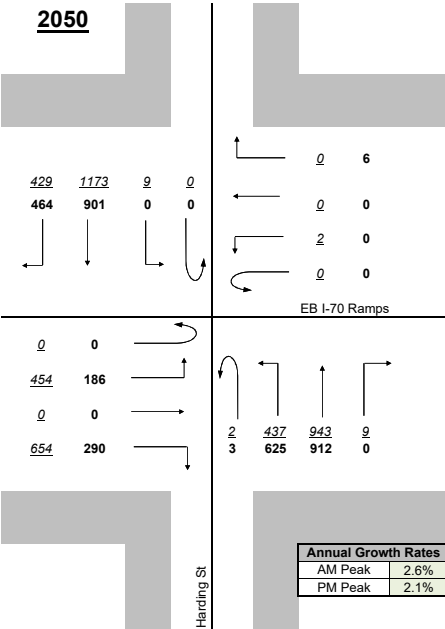 2050
429 1173 9 0
464 901 0 0
0 6
0 0
2 0
0 0
EB I-70 Ramps
0 0
454 186
0 0
654 290
2 437 943 9
3 625 912 0
Harding St
Annual Growth Rates
AM Peak 2.6%
PM Peak 2.1%